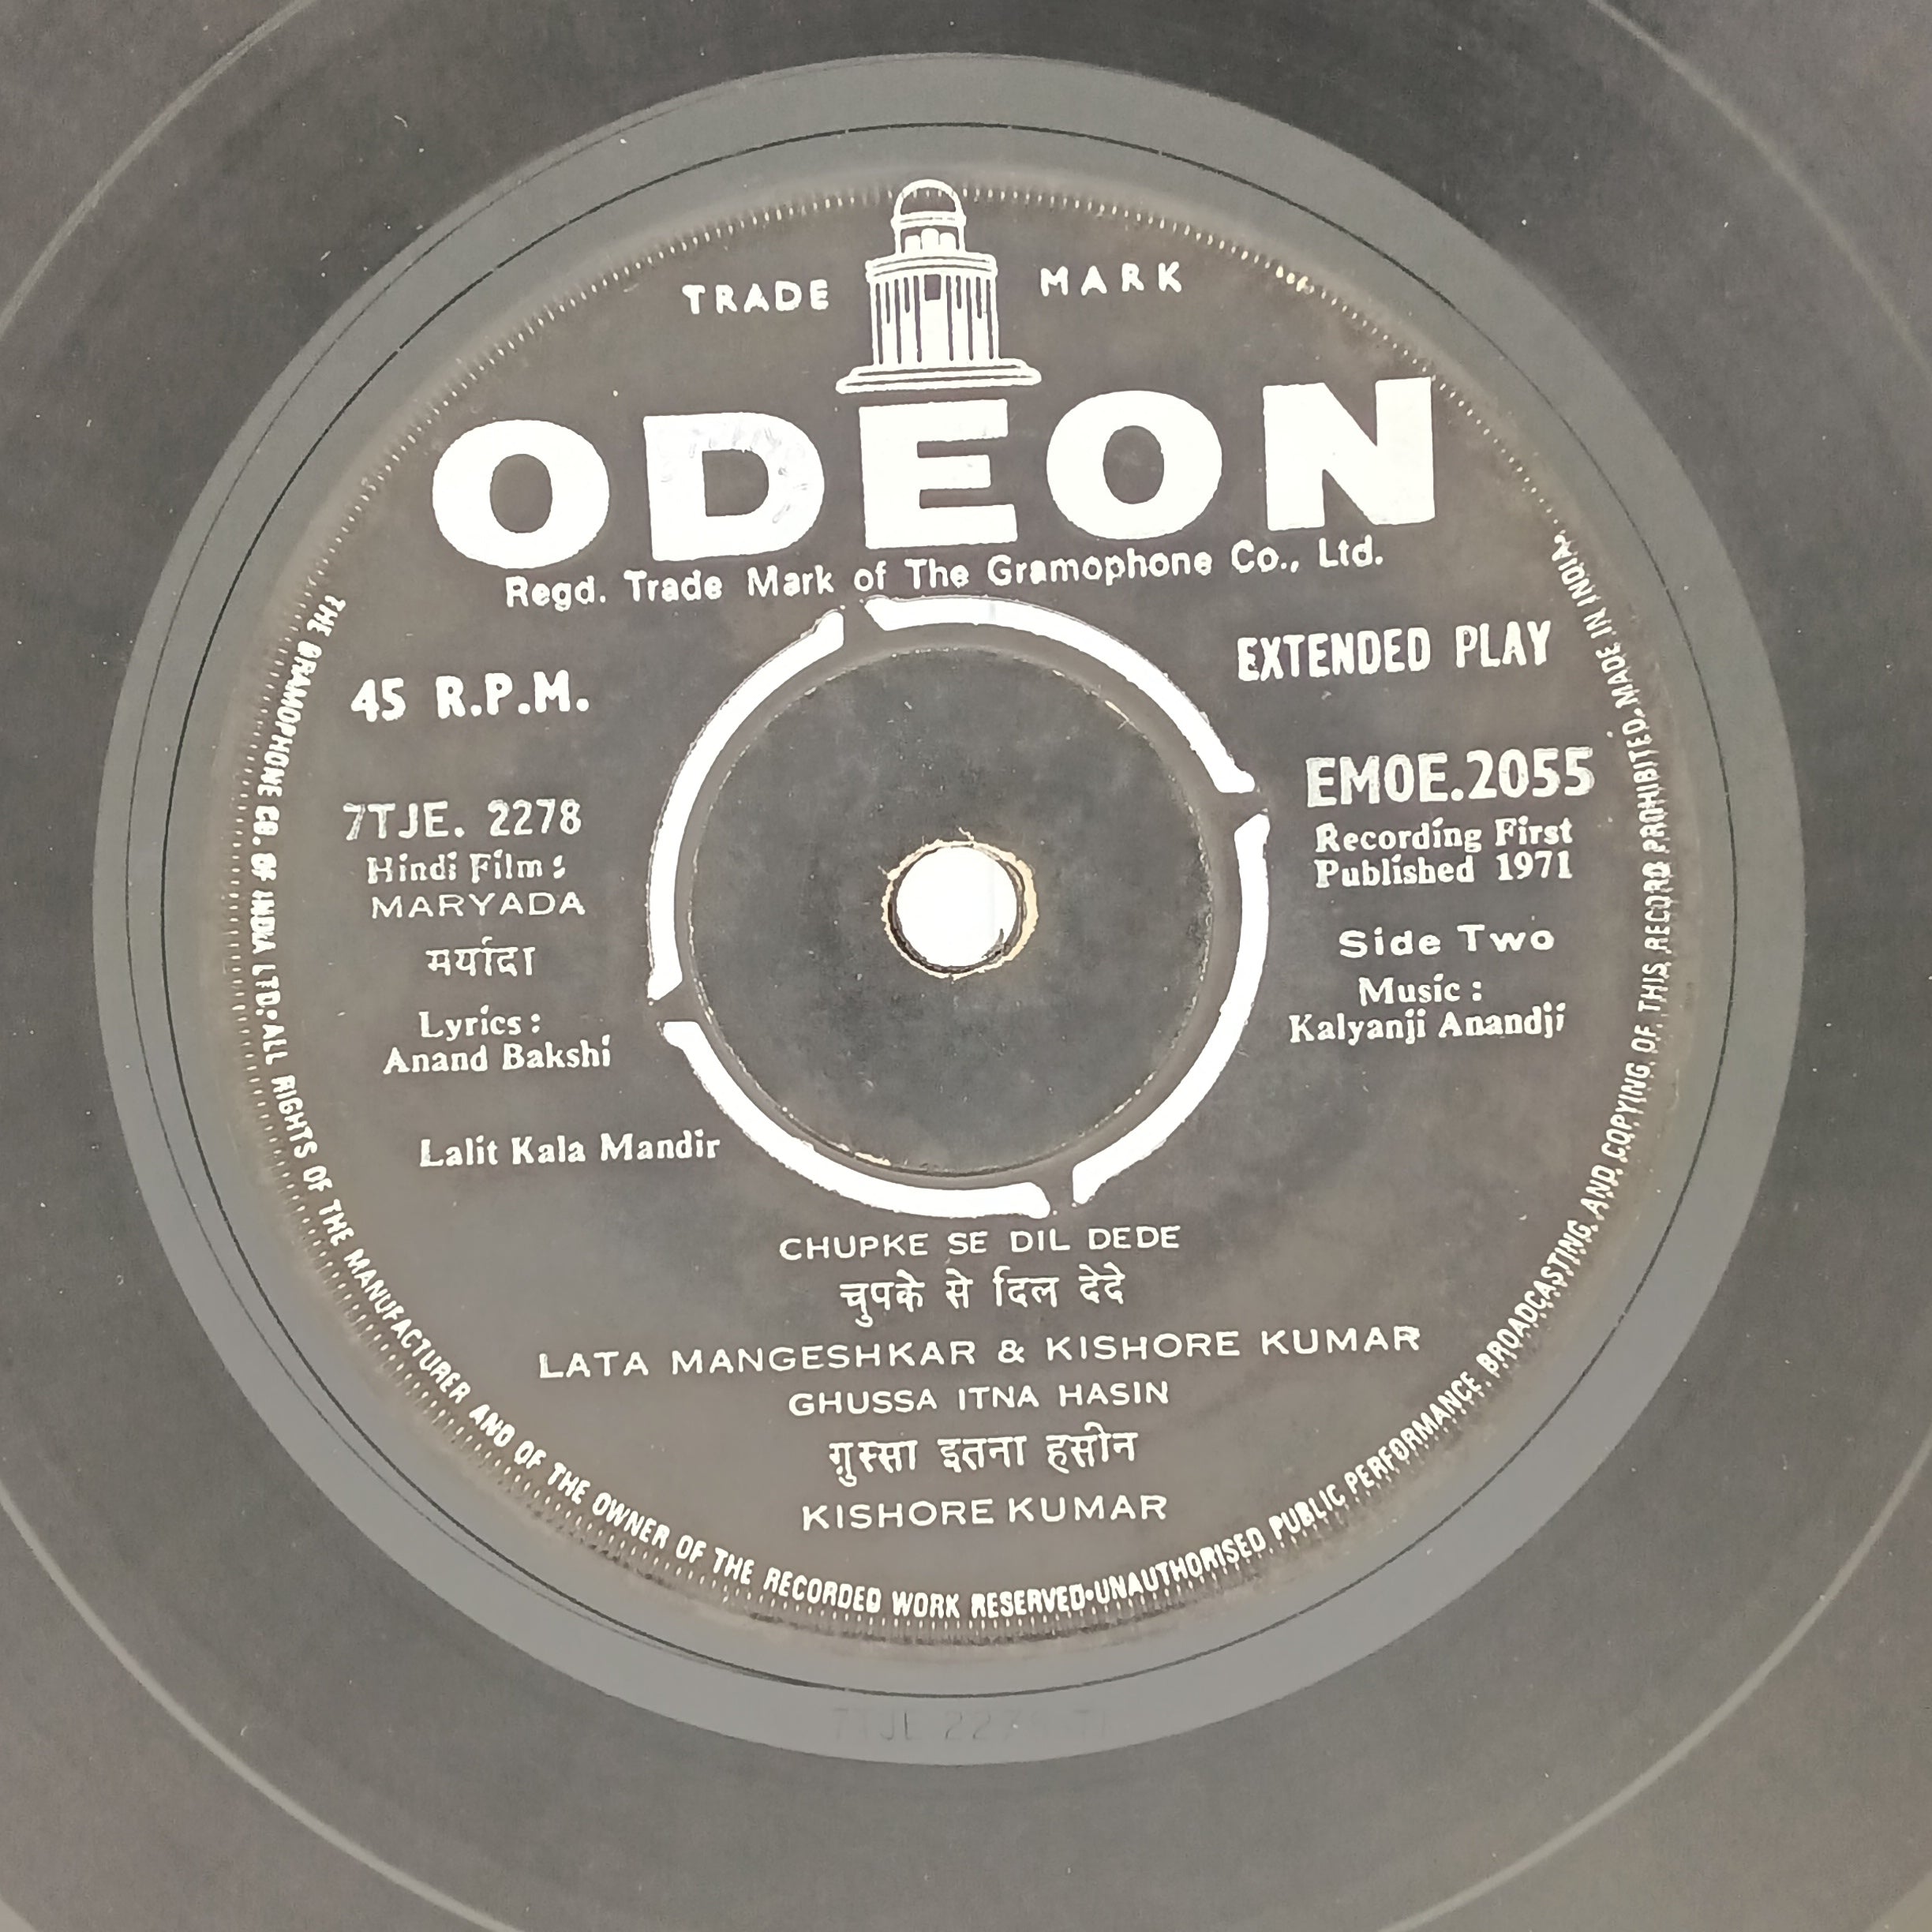 TRADE MARK
ODEON
Regd. Trade Mark of The Gramophone Co., Ltd.
45 R.P.M.
EXTENDED PLAY
7TJE. 2278
Hindi Film :
MARYADA
मर्यादा
Lyrics :
Anand Bakshi
Lalit Kala Mandir
EMOE.2055
Recording First
Published 1971
Side Two
Music :
Kalyanji Anandji
CHUPKE SE DIL DEDE
चुपके से दिल देदे
LATA MANGESHKAR & KISHORE KUMAR
GHUSSA ITNA HASIN
ग़ुस्सा इतना हसीन
KISHORE KUMAR
THE GRAMOPHONE CO. OF INDIA LTD. ALL RIGHTS OF THE MANUFACTURER AND OF THE OWNER OF THE RECORDED WORK RESERVED•UNAUTHORISED PUBLIC PERFORMANCE, BROADCASTING AND COPYING OF THIS RECORD PROHIBITED. MADE IN INDIA.